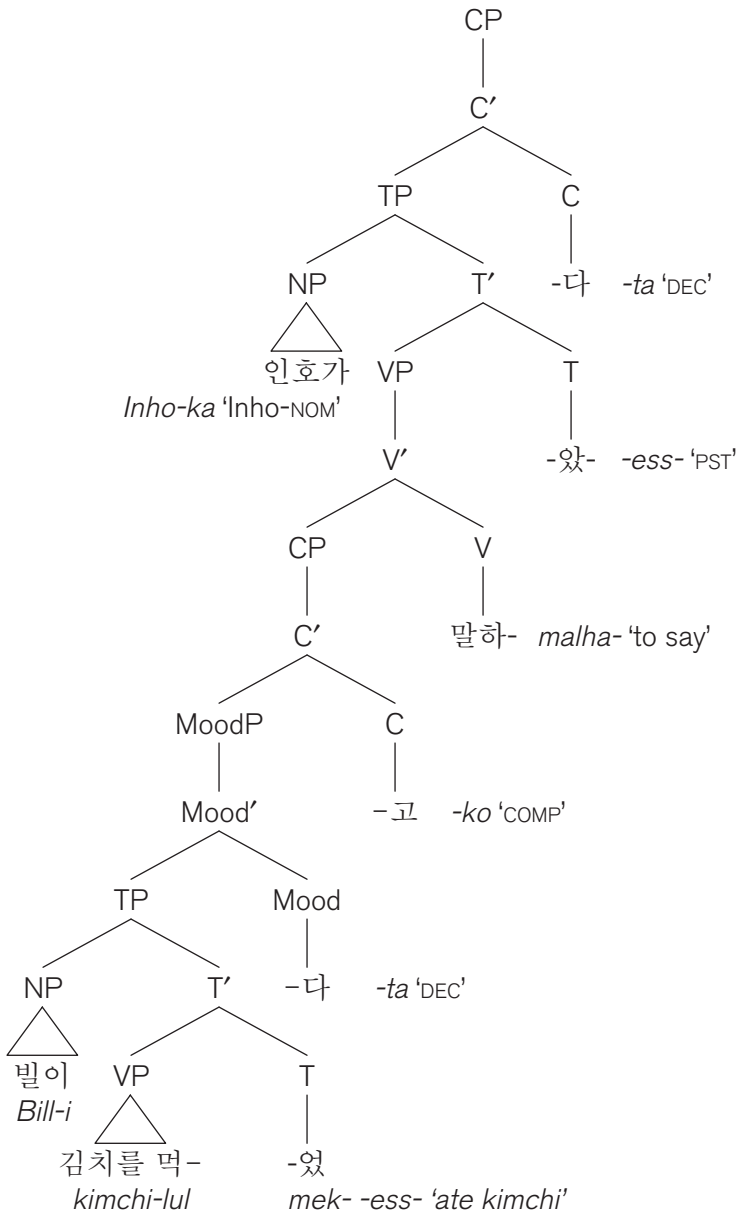 CP
C′
TP C
NP T′ -다 -ta ‘DEC’
인호가 VP T
Inho-ka ‘Inho-NOM’
V′ -았- -ess- ‘PST’
CP V
C′ 말하- malha- ‘to say’
MoodP C
Mood′ -고 -ko ‘COMP’
TP Mood
NP T′ -다 -ta ‘DEC’
빌이 VP T
Bill-i
김치를 먹- -었
kimchi-lul mek- -ess- ‘ate kimchi’